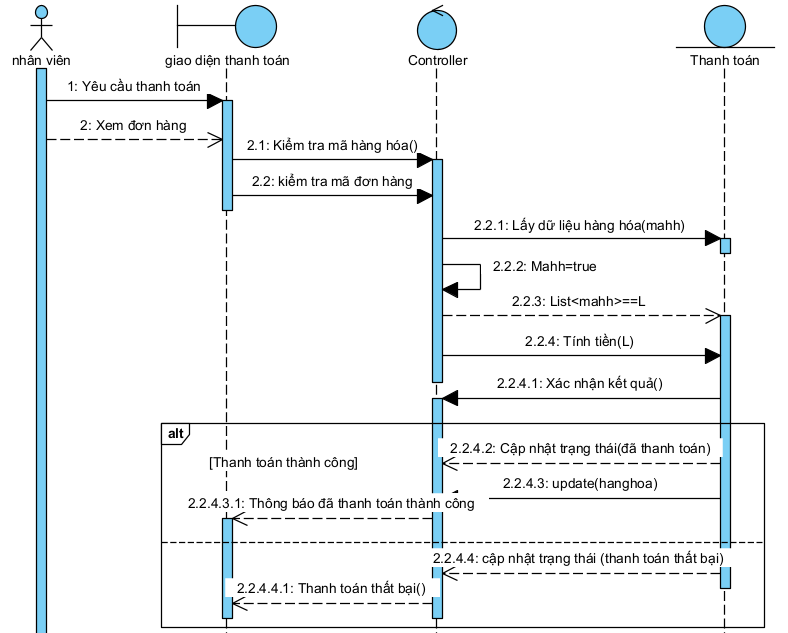 nhân viên
giao diện thanh toán
Controller
Thanh toán
1: Yêu cầu thanh toán
2: Xem đơn hàng
2.1: Kiểm tra mã hàng hóa()
2.2: kiểm tra mã đơn hàng
2.2.1: Lấy dữ liệu hàng hóa(mahh)
2.2.2: Mahh=true
2.2.3: List<mahh>==L
2.2.4: Tính tiền(L)
2.2.4.1: Xác nhận kết quả()
alt
2.2.4.2: Cập nhật trạng thái(đã thanh toán)
[Thanh toán thành công]
2.2.4.3: update(hanghoa)
2.2.4.3.1: Thông báo đã thanh toán thành công
2.2.4.4: cập nhật trạng thái (thanh toán thất bại)
2.2.4.4.1: Thanh toán thất bại()